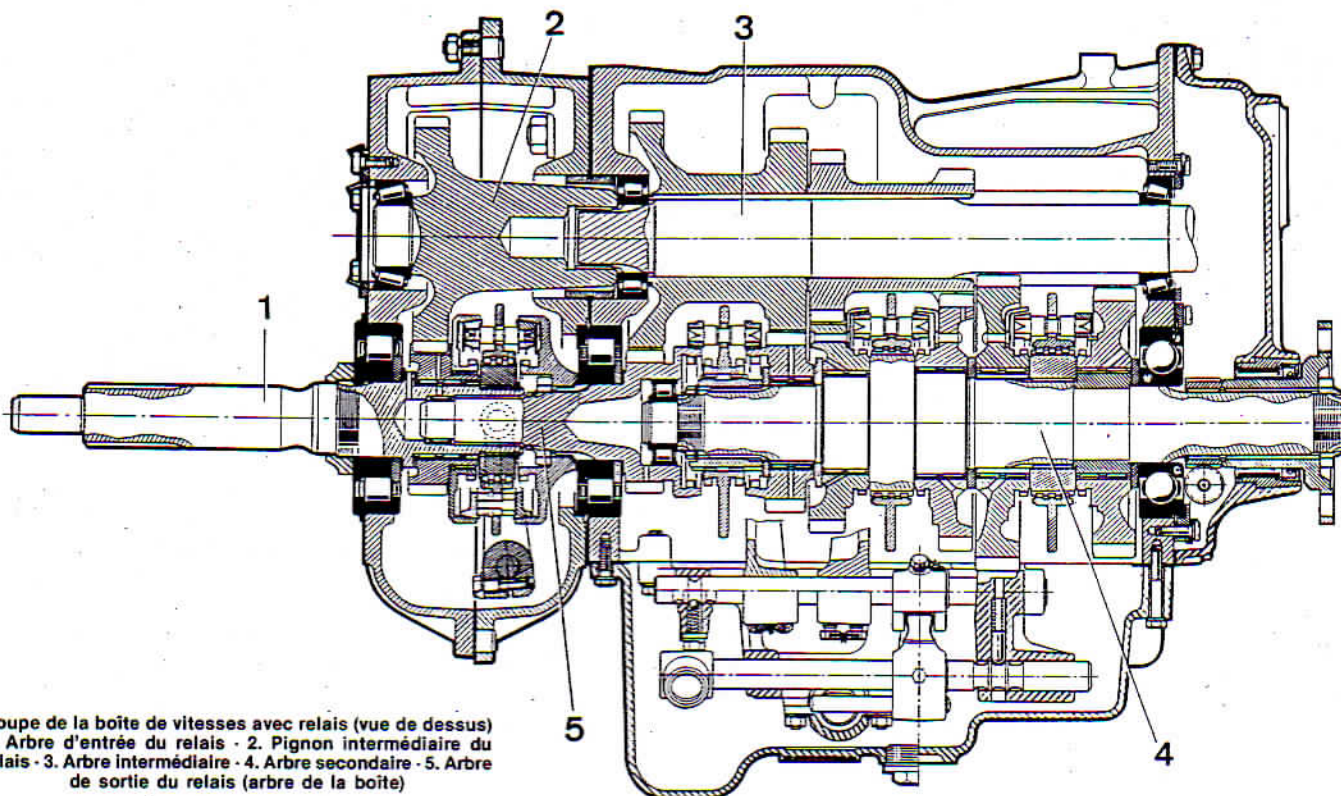 2
3
1
5
4
oupe de la boîte de vitesses avec relais (vue de dessus)
Arbre d'entrée du relais - 2. Pignon intermédiaire du
lais - 3. Arbre intermédiaire - 4. Arbre secondaire - 5. Arbre
de sortie du relais (arbre de la boîte)